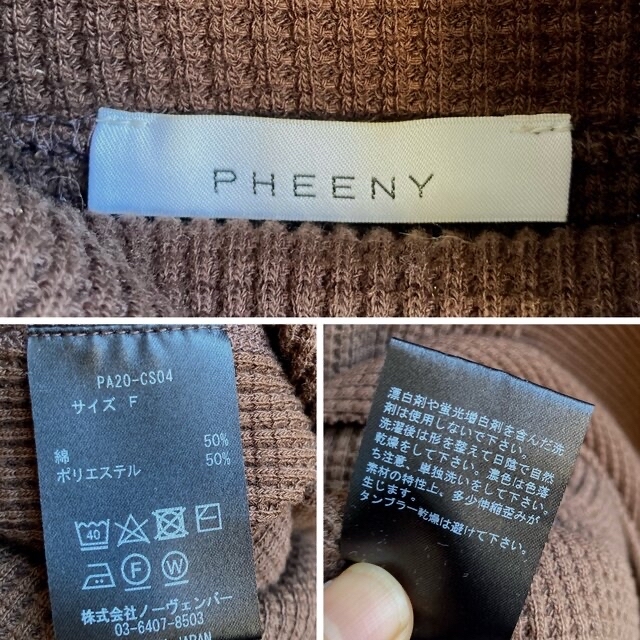 PHEENY
PA20-CS04
サイズ F
綿 50%
ポリエステル 50%
40
F
W
株式会社ノーヴェンバー
03-6407-8503
JAPAN
漂白剤や蛍光増白剤を含んだ洗
剤は使用しないで下さい。
洗濯後は形を整えて日陰で自然
乾燥をして下さい。濃色は色落
ち注意、単独洗いをして下さい。
素材の特性上、多少伸縮歪みが
生じます。
タンブラー乾燥は避けて下さい。